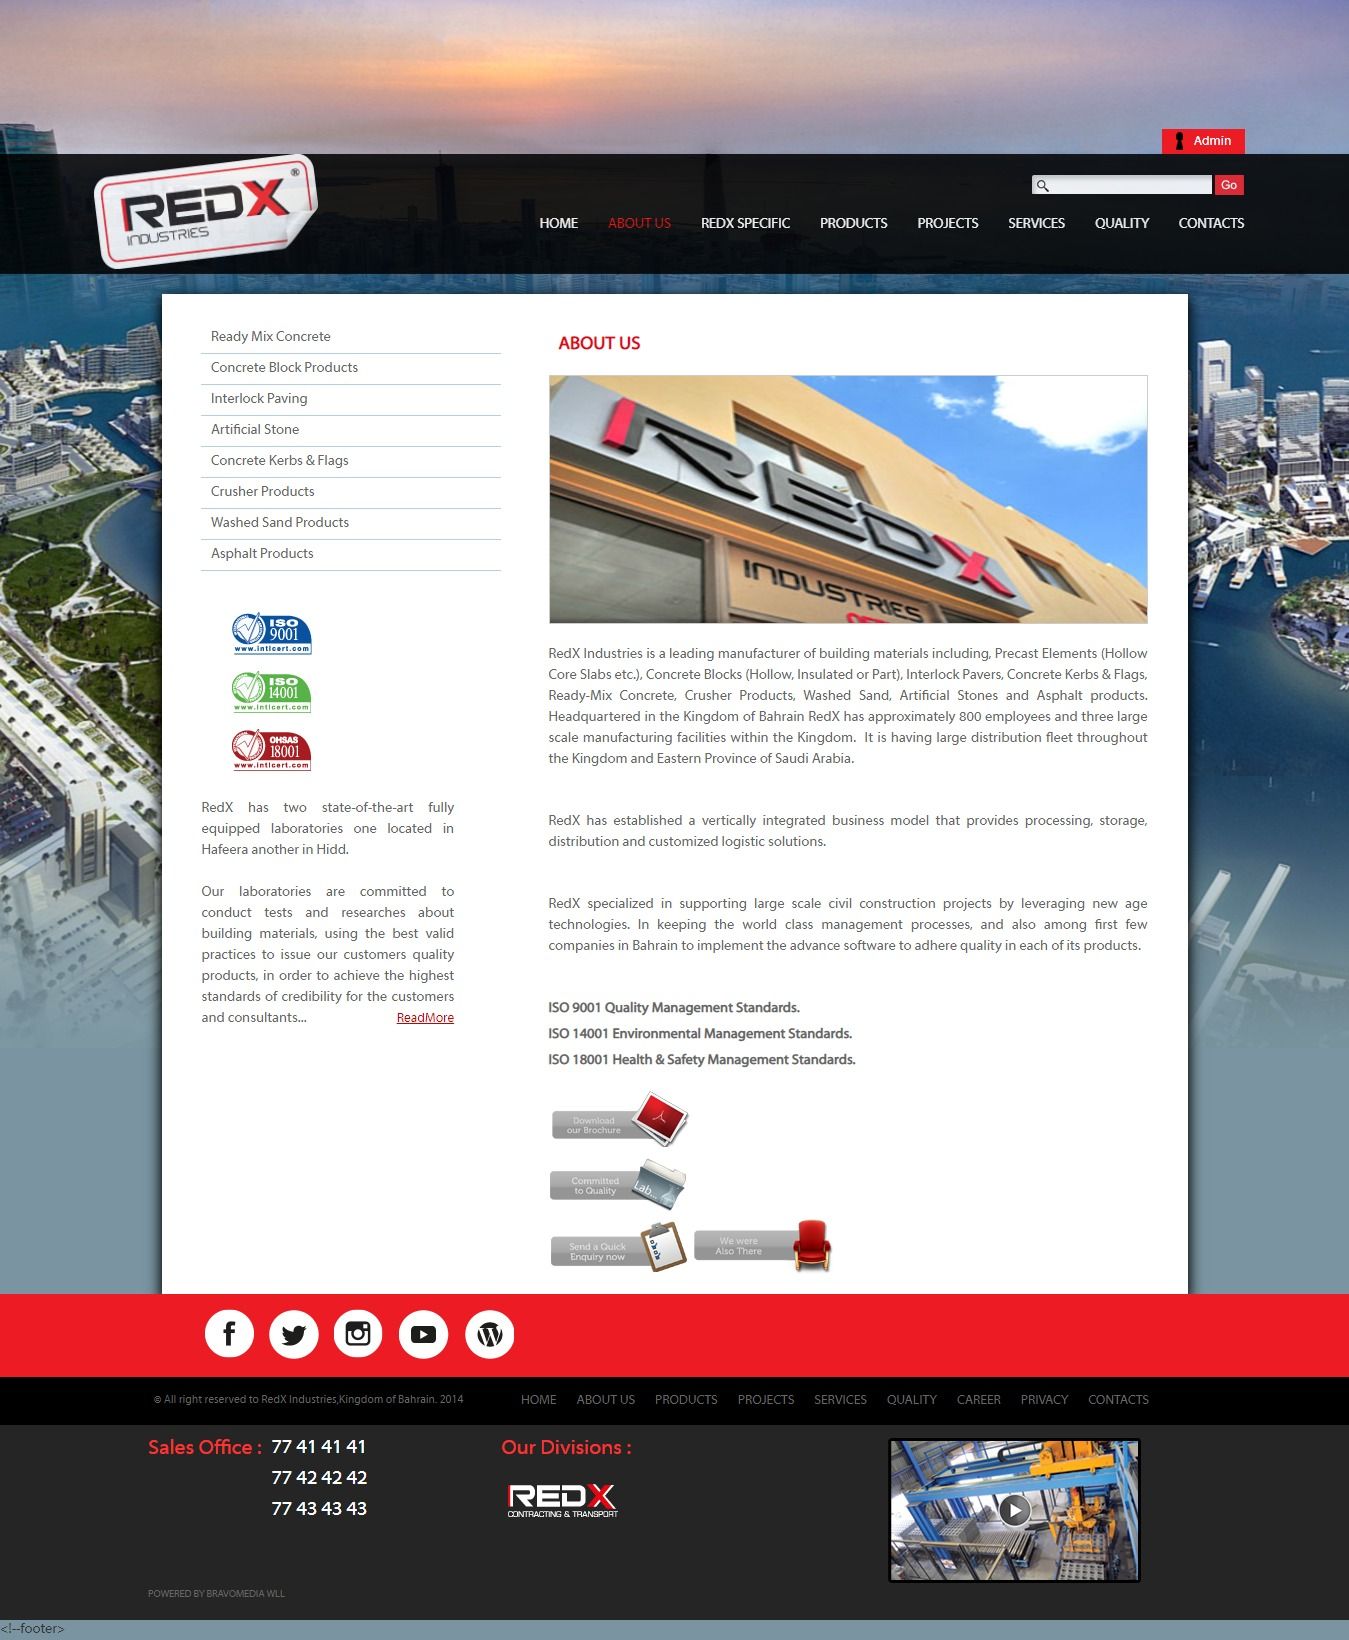 Admin
REDX®
INDUSTRIES
Go
HOME ABOUT US REDX SPECIFIC PRODUCTS PROJECTS SERVICES QUALITY CONTACTS
Ready Mix Concrete
Concrete Block Products
Interlock Paving
Artificial Stone
Concrete Kerbs & Flags
Crusher Products
Washed Sand Products
Asphalt Products
ISO
9001
www.intlcert.com
ISO
14001
www.intlcert.com
OHSAS
18001
www.intlcert.com
RedX has two state-of-the-art fully
equipped laboratories one located in
Hafeera another in Hidd.
Our laboratories are committed to
conduct tests and researches about
building materials, using the best valid
practices to issue our customers quality
products, in order to achieve the highest
standards of credibility for the customers
and consultants... ReadMore
ABOUT US
REDX
INDUSTRIES
RedX Industries is a leading manufacturer of building materials including, Precast Elements (Hollow
Core Slabs etc.), Concrete Blocks (Hollow, Insulated or Part), Interlock Pavers, Concrete Kerbs & Flags,
Ready-Mix Concrete, Crusher Products, Washed Sand, Artificial Stones and Asphalt products.
Headquartered in the Kingdom of Bahrain RedX has approximately 800 employees and three large
scale manufacturing facilities within the Kingdom. It is having large distribution fleet throughout
the Kingdom and Eastern Province of Saudi Arabia.
RedX has established a vertically integrated business model that provides processing, storage,
distribution and customized logistic solutions.
RedX specialized in supporting large scale civil construction projects by leveraging new age
technologies. In keeping the world class management processes, and also among first few
companies in Bahrain to implement the advance software to adhere quality in each of its products.
ISO 9001 Quality Management Standards.
ISO 14001 Environmental Management Standards.
ISO 18001 Health & Safety Management Standards.
Download
our Brochure
Committed
to Quality
Lab...
Send a Quick
Enquiry now
We were
Also There
© All right reserved to RedX Industries,Kingdom of Bahrain. 2014
HOME ABOUT US PRODUCTS PROJECTS SERVICES QUALITY CAREER PRIVACY CONTACTS
Sales Office : 77 41 41 41
77 42 42 42
77 43 43 43
Our Divisions :
REDX
CONTRACTING & TRANSPORT
POWERED BY BRAVOMEDIA WLL
<!--footer>